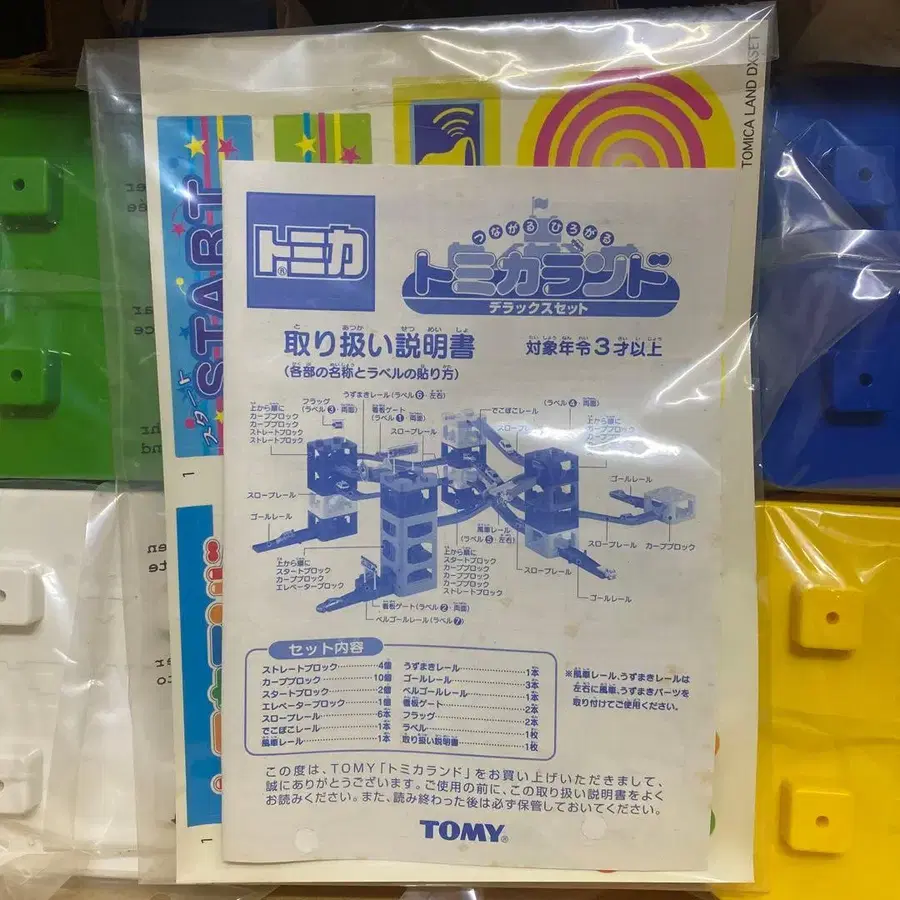 TOMICA LAND DXSET
START
スタート
トミカ®
つながる ひろがる
トミカランド
デラックスセット
取り扱い説明書
対象年令3才以上
(各部の名称とラベルの貼り方)
うずまきレール(ラベル⑥・左右)
フラッグ
(ラベル③・両面)
看板ゲート
(ラベル①・両面)
でこぼこレール
(ラベル④・両面)
上から順に
カーブブロック
カーブブロック
ストレートブロック
ストレートブロック
スロープレール
スロープレ
上から順に
カーブブロック
ゴールレール
スロープレール
ゴールレール
風車レール
(ラベル⑤・左右)
スロープレール
カーブブロック
上から順に
スタートブロック
カーブブロック
エレベーターブロック
上から順に
スタートブロック
カーブブロック
カーブブロック
カーブブロック
ストレートブロック
スロープレール
ゴールレール
看板ゲート(ラベル②・両面)
ベルゴールレール(ラベル⑦)
セット内容
ストレートブロック 4個
カーブブロック 10個
スタートブロック 2個
エレベーターブロック 1個
スロープレール 6本
でこぼこレール 1本
風車レール 1本
うずまきレール 1本
ゴールレール 3本
ベルゴールレール 1本
看板ゲート 2本
フラッグ 2本
ラベル 1枚
取り扱い説明書 1枚
※風車レール、うずまきレールは
左右に風車、うずまきパーツを
取り付けてご使用ください。
この度は、TOMY「トミカランド」をお買い上げいただきまして、
誠にありがとうございます。ご使用の前に、この取り扱い説明書をよく
お読みください。また、読み終わった後は必ず保管しておいてください。
TOMY®
1
1